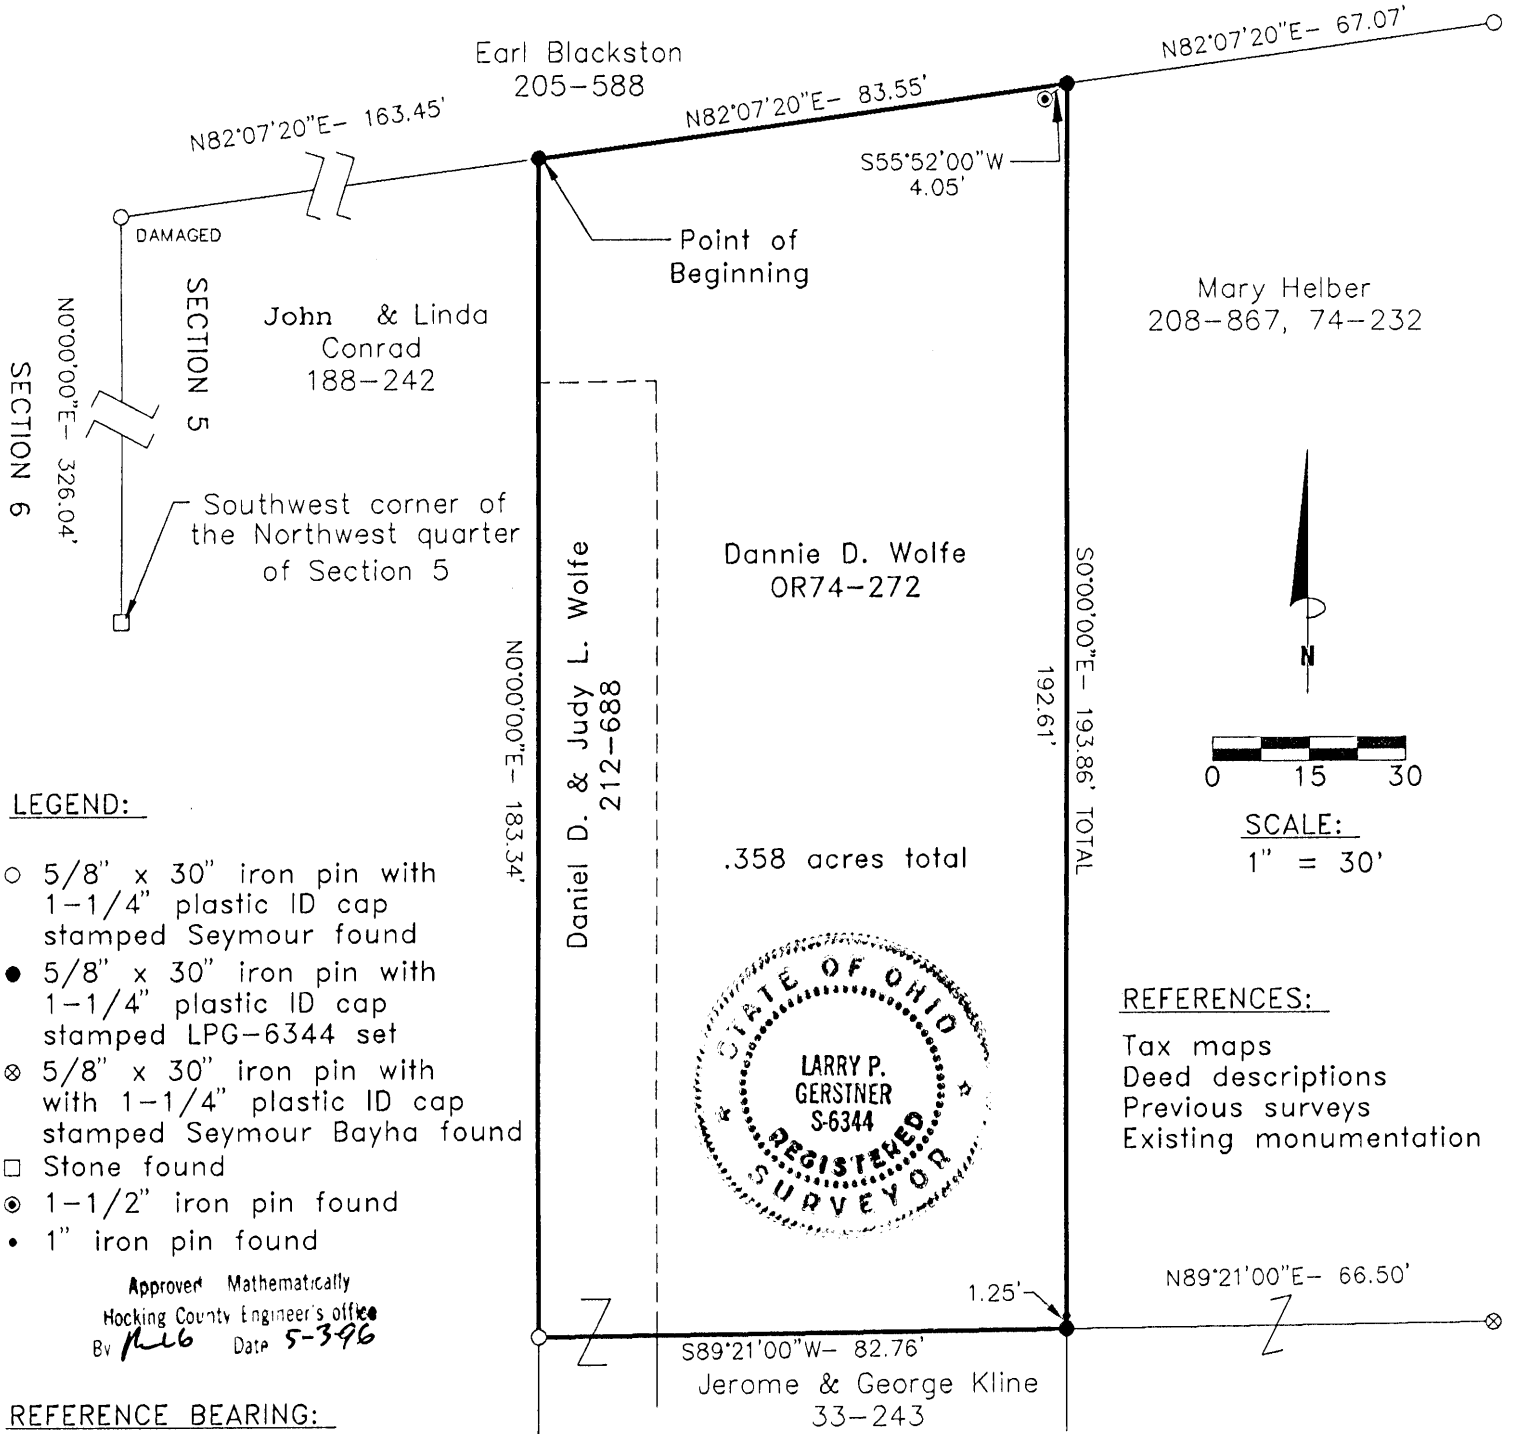 N82°07'20"E– 67.07'
Earl Blackston
205–588
N82°07'20"E– 83.55'
N82°07'20"E– 163.45'
S55°52'00"W
4.05'
DAMAGED
Point of
Beginning
SECTION 5
John & Linda
Conrad
188–242
Mary Helber
208–867, 74–232
N0°00'00"E– 326.04'
SECTION 6
Southwest corner of
the Northwest quarter
of Section 5
Dannie D. Wolfe
OR74–272
Daniel D. & Judy L. Wolfe
212–688
N0°00'00"E– 183.34'
S0°00'00"E– 193.86' TOTAL
192.61'
N
0 15 30
SCALE:
1" = 30'
.358 acres total
LEGEND:
5/8" x 30" iron pin with
1–1/4" plastic ID cap
stamped Seymour found
5/8" x 30" iron pin with
1–1/4" plastic ID cap
stamped LPG–6344 set
5/8" x 30" iron pin with
with 1–1/4" plastic ID cap
stamped Seymour Bayha found
Stone found
1–1/2" iron pin found
1" iron pin found
STATE OF OHIO
LARRY P.
GERSTNER
S-6344
REGISTERED
SURVEYOR
REFERENCES:
Tax maps
Deed descriptions
Previous surveys
Existing monumentation
Approved Mathematically
Hocking County Engineer's office
By Date 5-3-96
1.25'
N89°21'00"E– 66.50'
S89°21'00"W– 82.76'
Jerome & George Kline
33–243
REFERENCE BEARING: